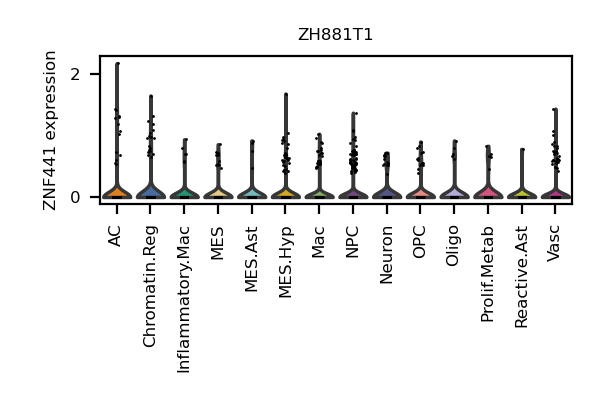 ZH881T1
ZNF441 expression
2
0
AC
Chromatin.Reg
Inflammatory.Mac
MES
MES.Ast
MES.Hyp
Mac
NPC
Neuron
OPC
Oligo
Prolif.Metab
Reactive.Ast
Vasc